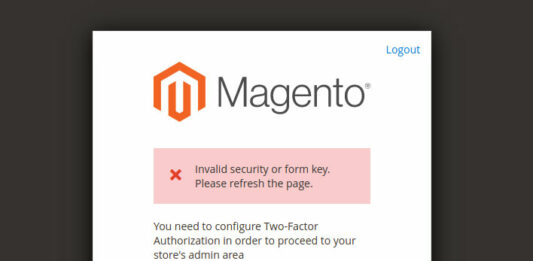 Logout
Magento®
Invalid security or form key.
Please refresh the page.
You need to configure Two-Factor
Authorization in order to proceed to your
store's admin area